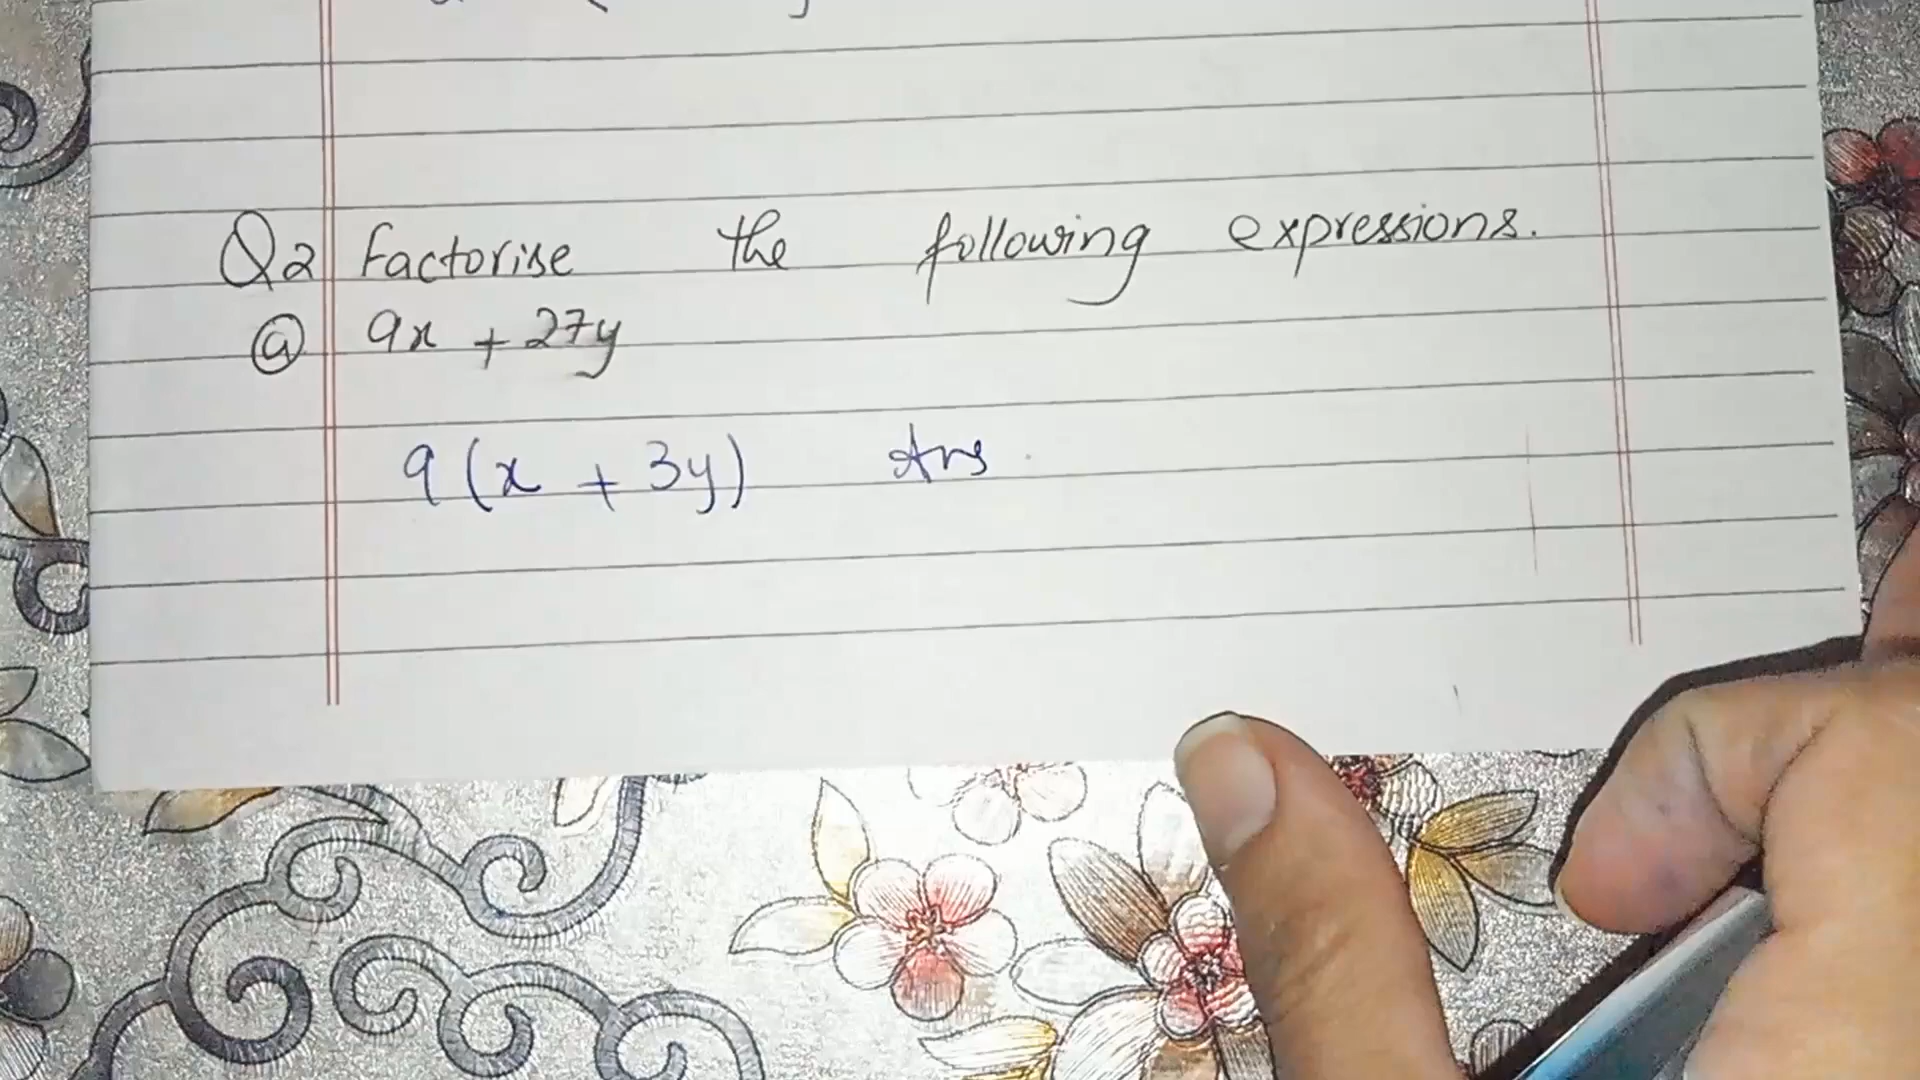 Q2 Factorise the following expressions.
(a) 9x + 27y
9(x + 3y) Ans